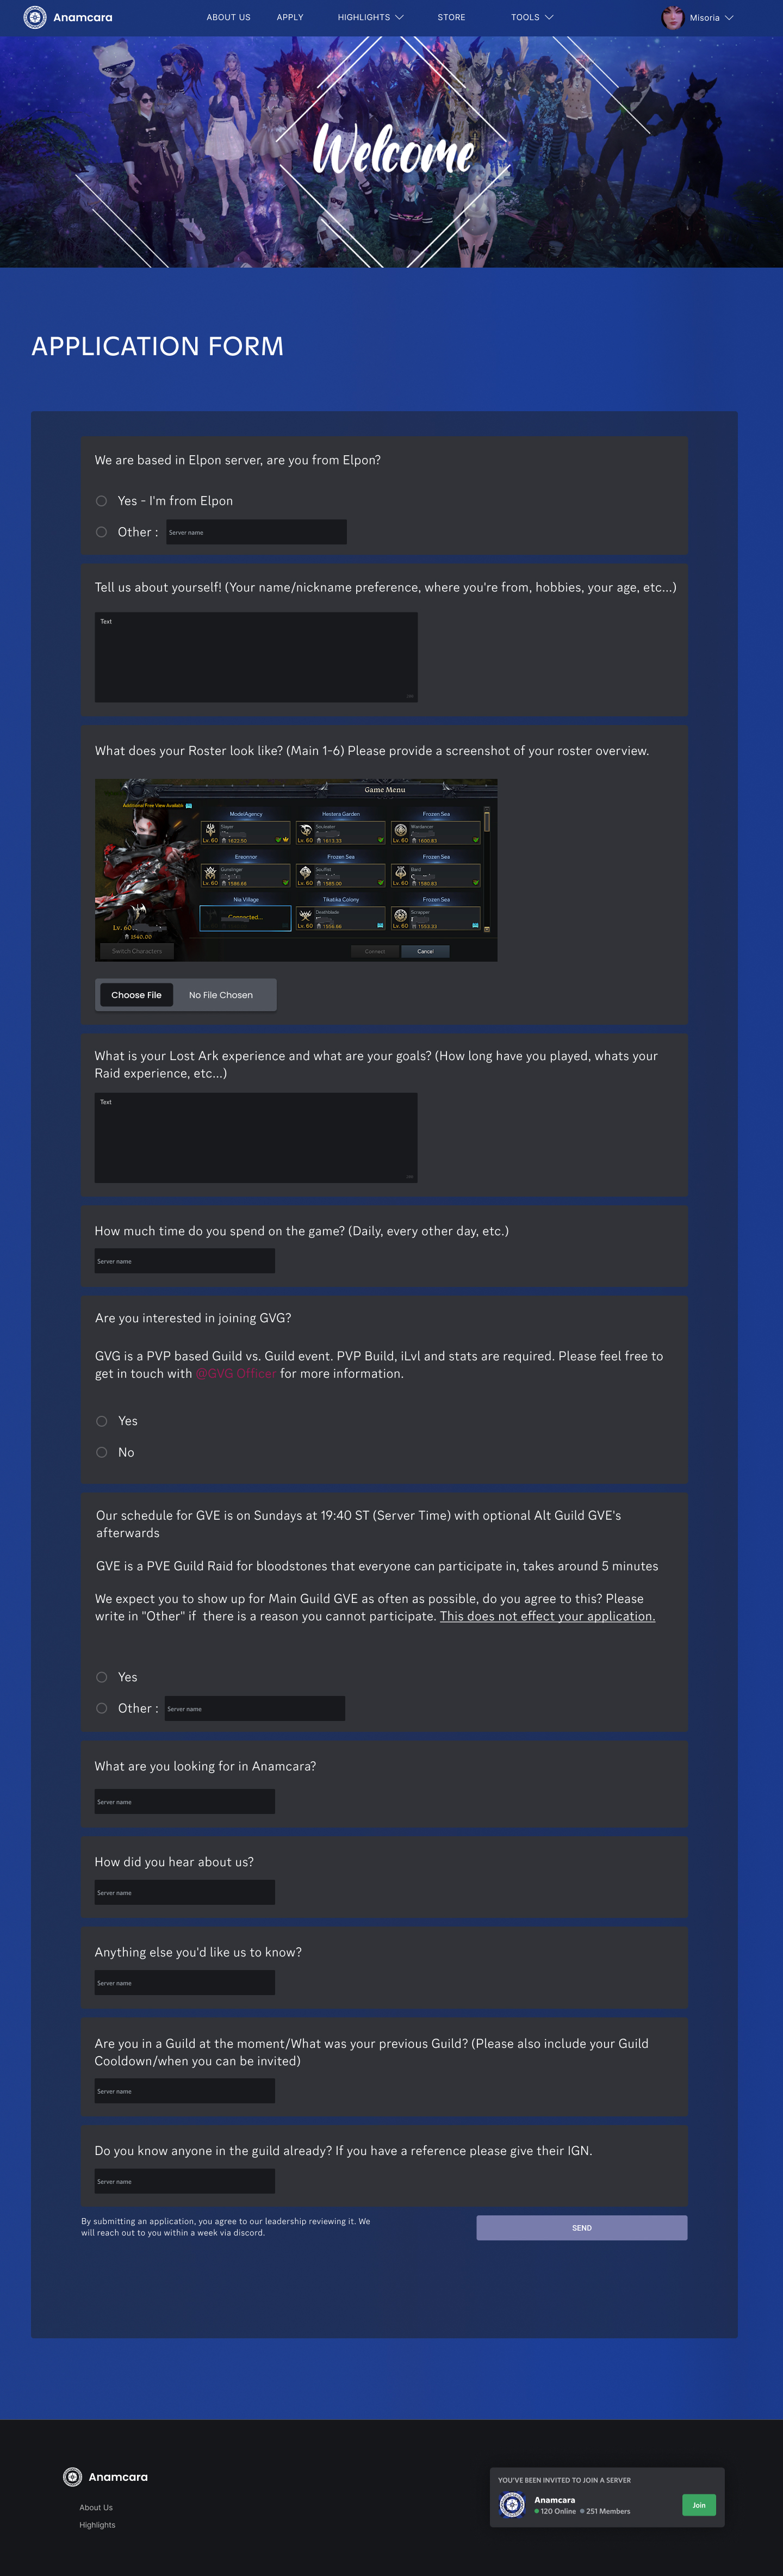 Anamcara
ABOUT US
APPLY
HIGHLIGHTS
STORE
TOOLS
Misoria
Welcome
APPLICATION FORM
We are based in Elpon server, are you from Elpon?
Yes - I'm from Elpon
Other :
Server name
Tell us about yourself! (Your name/nickname preference, where you're from, hobbies, your age, etc...)
Text
What does your Roster look like? (Main 1-6) Please provide a screenshot of your roster overview.
Game Menu
Additional Free View Available
ModelAgency
Hestera Garden
Frozen Sea
Slayer
Lv. 60
1622.50
Souleater
Lv. 60
1613.33
Wardancer
Lv. 60
1600.83
Ereonnor
Frozen Sea
Frozen Sea
Gunslinger
Lv. 60
1586.66
Soulfist
Lv. 60
1585.00
Bard
Lv. 60
1580.83
Nia Village
Tikatika Colony
Frozen Sea
Connected...
Deathblade
Lv. 60
1556.66
Scrapper
Lv. 60
1553.33
Lv. 60
1540.00
Switch Characters
Connect
Cancel
Choose File
No File Chosen
What is your Lost Ark experience and what are your goals? (How long have you played, whats your
Raid experience, etc...)
Text
How much time do you spend on the game? (Daily, every other day, etc.)
Server name
Are you interested in joining GVG?
GVG is a PVP based Guild vs. Guild event. PVP Build, iLvl and stats are required. Please feel free to
get in touch with @GVG Officer for more information.
Yes
No
Our schedule for GVE is on Sundays at 19:40 ST (Server Time) with optional Alt Guild GVE's
afterwards
GVE is a PVE Guild Raid for bloodstones that everyone can participate in, takes around 5 minutes
We expect you to show up for Main Guild GVE as often as possible, do you agree to this? Please
write in "Other" if there is a reason you cannot participate. This does not effect your application.
Yes
Other :
Server name
What are you looking for in Anamcara?
Server name
How did you hear about us?
Server name
Anything else you'd like us to know?
Server name
Are you in a Guild at the moment/What was your previous Guild? (Please also include your Guild
Cooldown/when you can be invited)
Server name
Do you know anyone in the guild already? If you have a reference please give their IGN.
Server name
By submitting an application, you agree to our leadership reviewing it. We
will reach out to you within a week via discord.
SEND
Anamcara
About Us
Highlights
YOU'VE BEEN INVITED TO JOIN A SERVER
Anamcara
120 Online
251 Members
Join